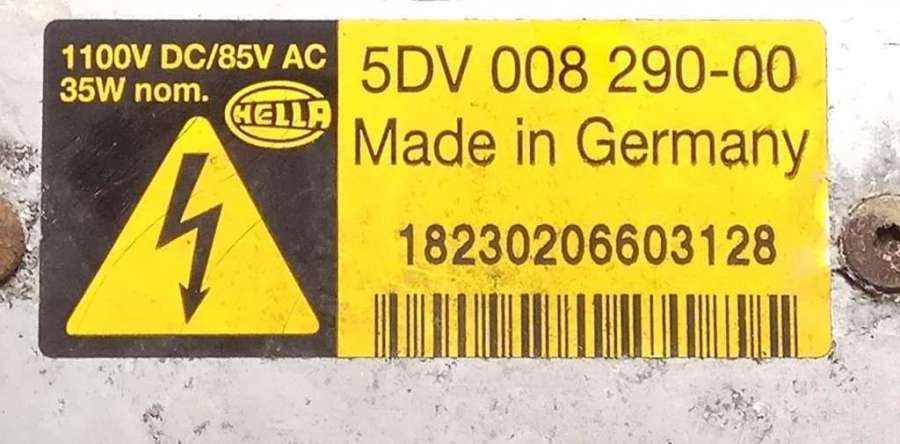 1100V DC/85V AC
35W nom.
HELLA
5DV 008 290-00
Made in Germany
18230206603128